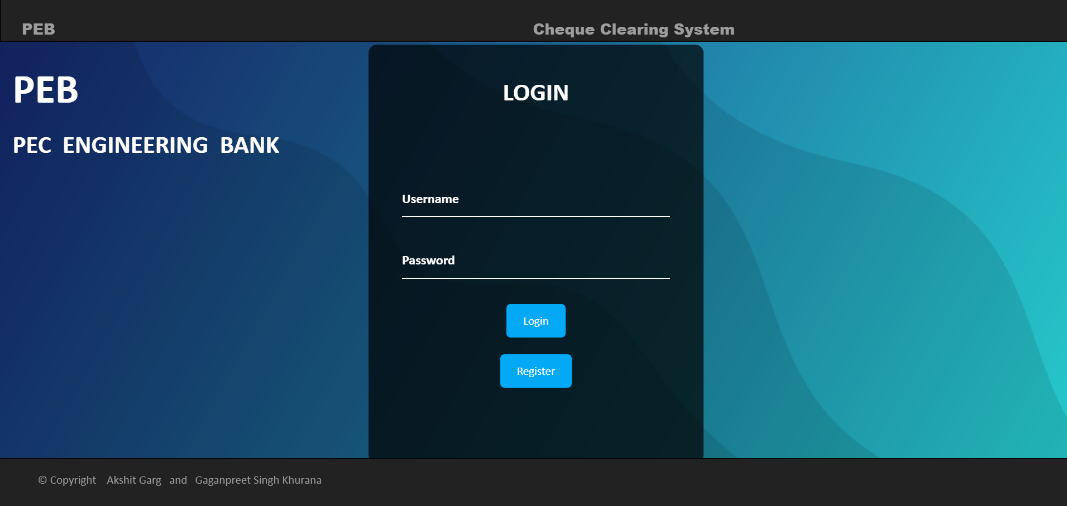 PEB
Cheque Clearing System
PEB
PEC ENGINEERING BANK
LOGIN
Username
Password
Login
Register
© Copyright Akshit Garg and Gaganpreet Singh Khurana